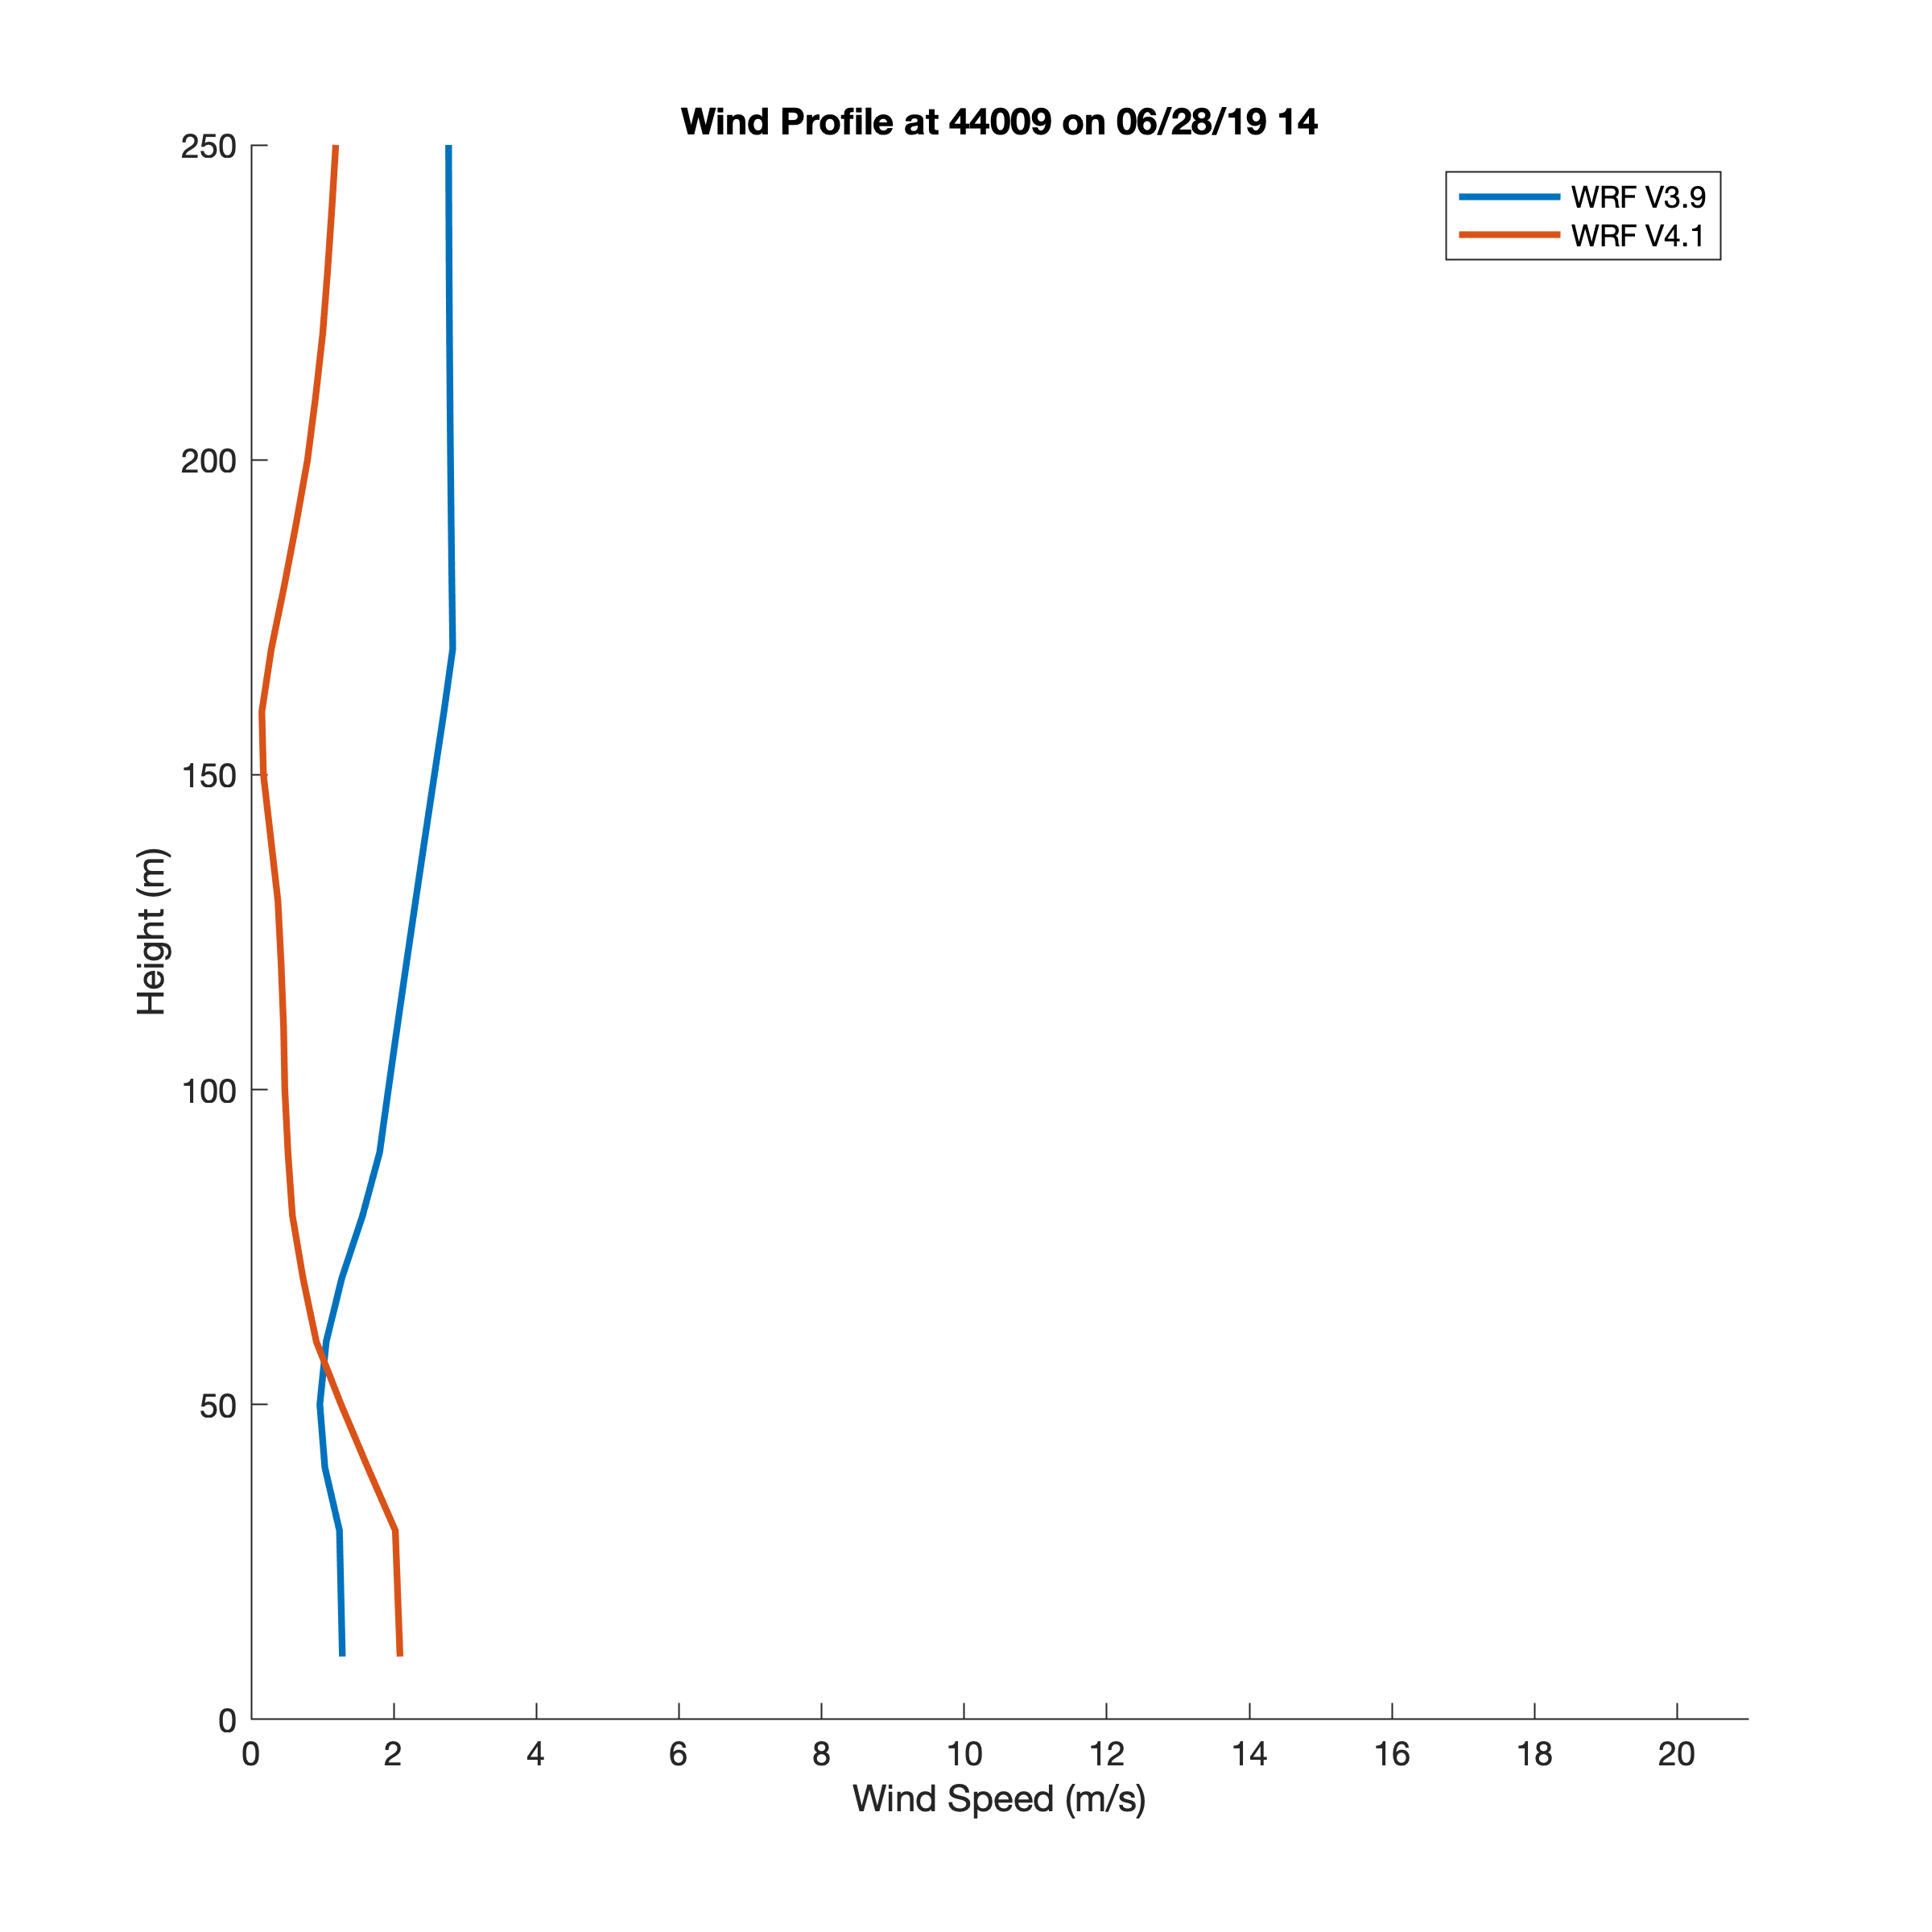 Wind Profile at 44009 on 06/28/19 14
WRF V3.9
WRF V4.1
250
200
150
100
50
0
Height (m)
0 2 4 6 8 10 12 14 16 18 20
Wind Speed (m/s)